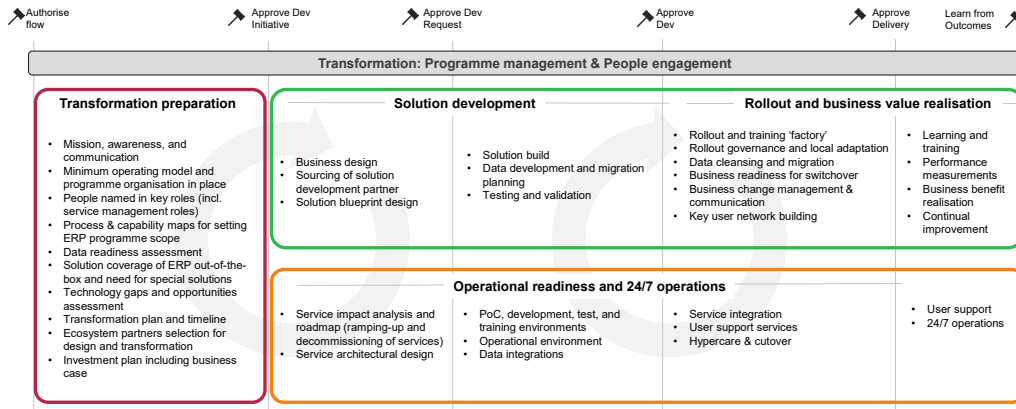 Authorise
flow
Approve Dev
Initiative
Approve Dev
Request
Approve
Dev
Approve
Delivery
Learn from
Outcomes
Transformation: Programme management & People engagement
Transformation preparation
• Mission, awareness, and
communication
• Minimum operating model and
programme organisation in place
• People named in key roles (incl.
service management roles)
• Process & capability maps for setting
ERP programme scope
• Data readiness assessment
• Solution coverage of ERP out-of-the-
box and need for special solutions
• Technology gaps and opportunities
assessment
• Transformation plan and timeline
• Ecosystem partners selection for
design and transformation
• Investment plan including business
case
Solution development
• Business design
• Sourcing of solution
development partner
• Solution blueprint design
• Solution build
• Data development and migration
planning
• Testing and validation
Rollout and business value realisation
• Rollout and training ‘factory’
• Rollout governance and local adaptation
• Data cleansing and migration
• Business readiness for switchover
• Business change management &
communication
• Key user network building
• Learning and
training
• Performance
measurements
• Business benefit
realisation
• Continual
improvement
Operational readiness and 24/7 operations
• Service impact analysis and
roadmap (ramping-up and
decommissioning of services)
• Service architectural design
• PoC, development, test, and
training environments
• Operational environment
• Data integrations
• Service integration
• User support services
• Hypercare & cutover
• User support
• 24/7 operations